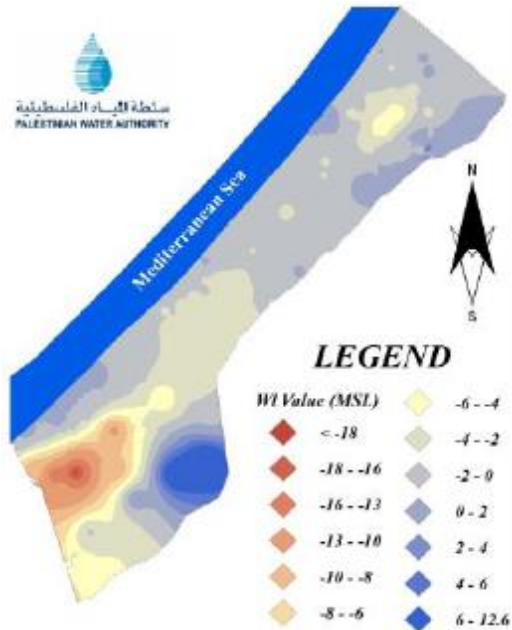 سلطة المياه الفلسطينية
PALESTINIAN WATER AUTHORITY
Mediterranean Sea
N
S
LEGEND
Wl Value (MSL)
< -18
-18 - -16
-16 - -13
-13 - -10
-10 - -8
-8 - -6
-6 - -4
-4 - -2
-2 - 0
0 - 2
2 - 4
4 - 6
6 - 12.6